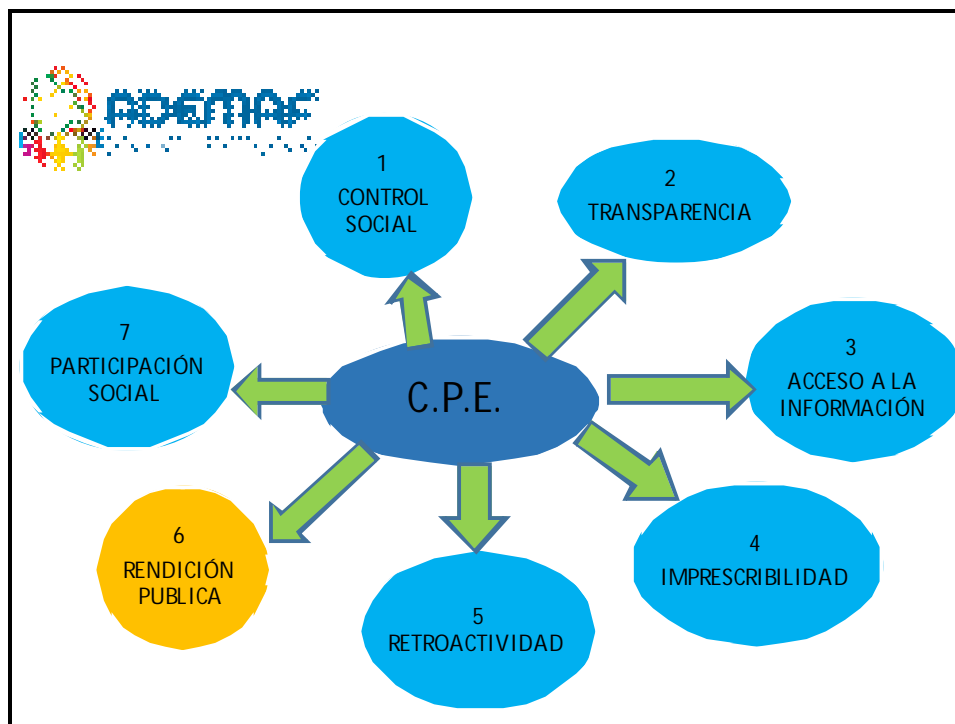 ADEMAF
1
CONTROL
SOCIAL
2
TRANSPARENCIA
3
ACCESO A LA
INFORMACIÓN
4
IMPRESCRIBILIDAD
5
RETROACTIVIDAD
6
RENDICIÓN
PUBLICA
7
PARTICIPACIÓN
SOCIAL
C.P.E.